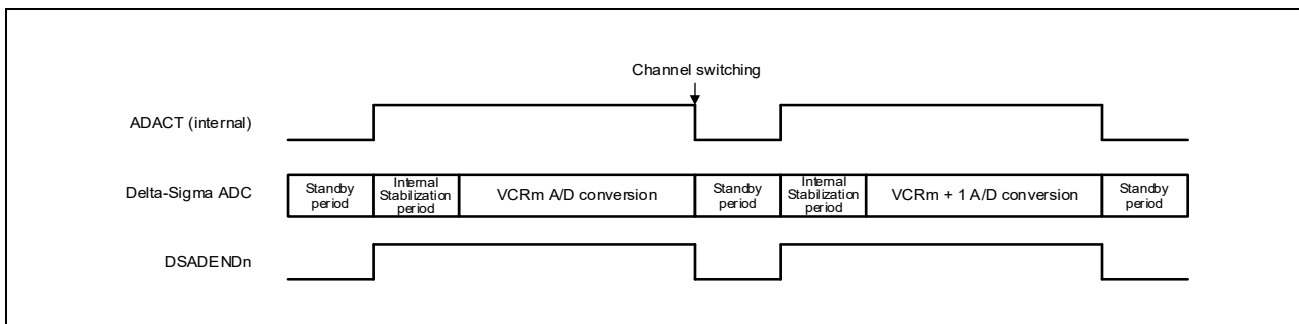 Channel switching
ADACT (internal)
Delta-Sigma ADC
Standby
period
Internal
Stabilization
period
VCRm A/D conversion
Standby
period
Internal
Stabilization
period
VCRm + 1 A/D conversion
Standby
period
DSADENDn